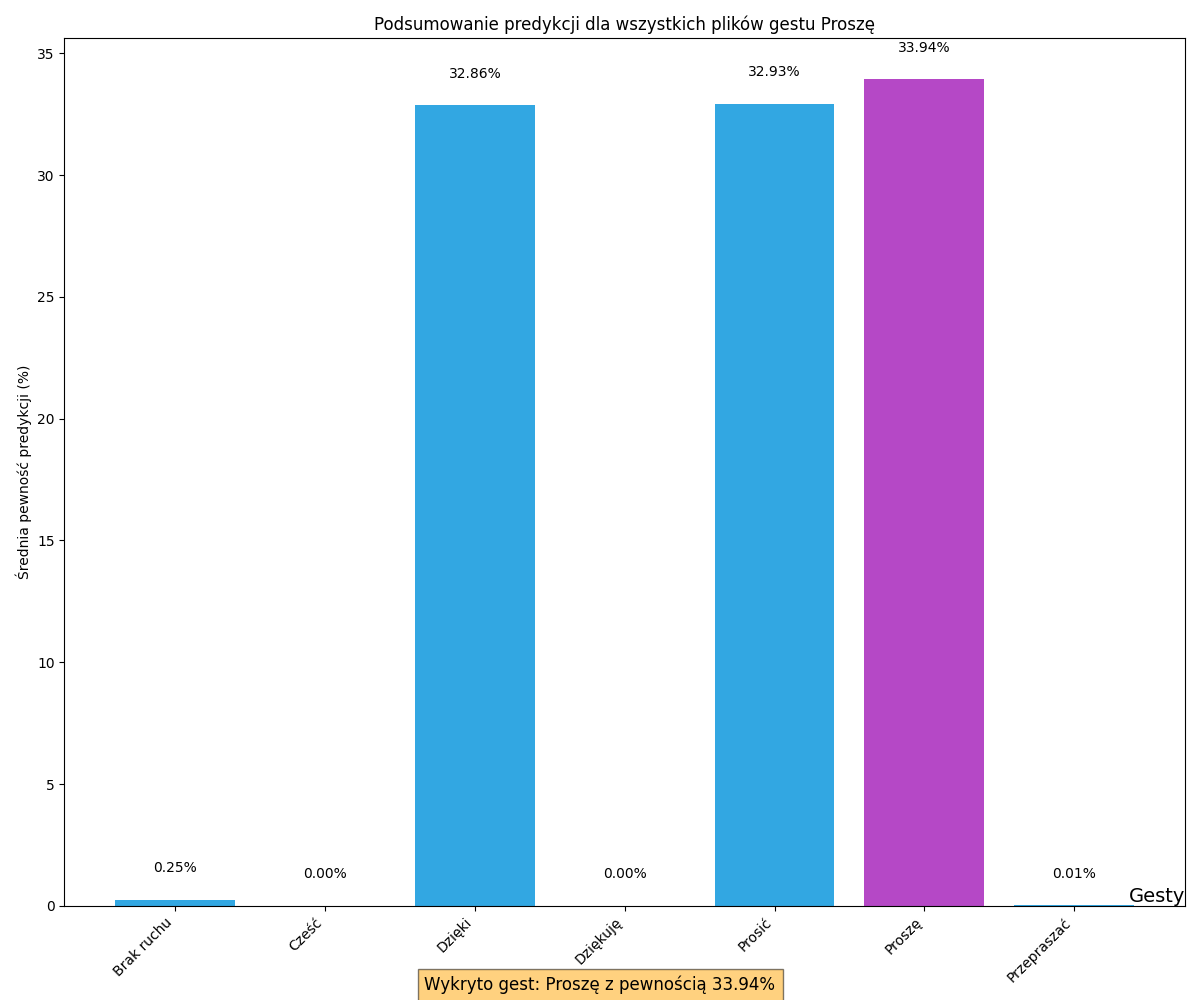 Podsumowanie predykcji dla wszystkich plików gestu Proszę
Średnia pewność predykcji (%)
35
30
25
20
15
10
5
0
0.25%
0.00%
32.86%
0.00%
32.93%
33.94%
0.01%
Gesty
Brak ruchu
Cześć
Dzięki
Dziękuję
Prosić
Proszę
Przepraszać
Wykryto gest: Proszę z pewnością 33.94%